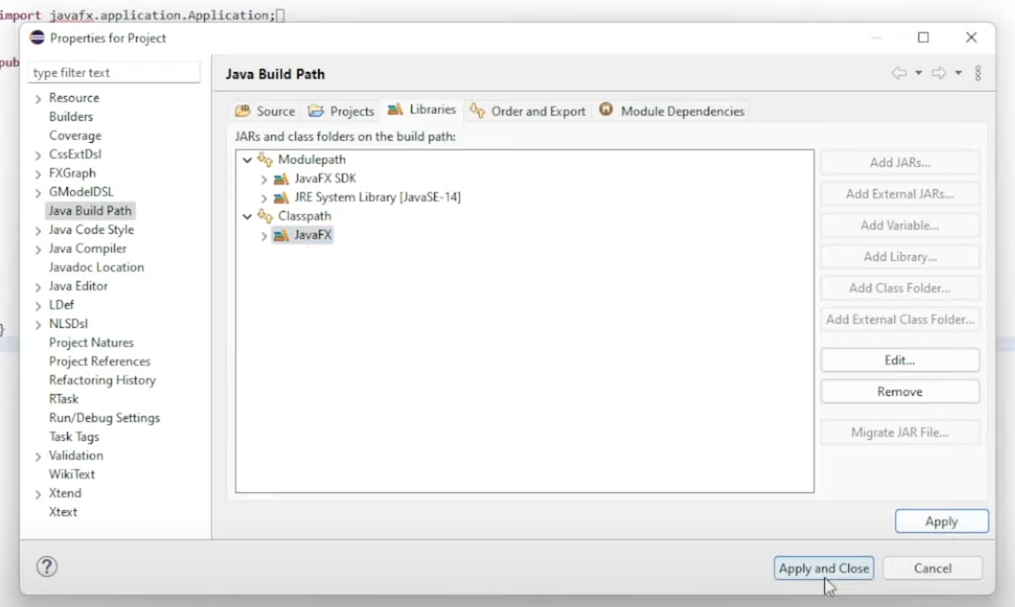 import javafx.application.Application;
Properties for Project
pub
type filter text
Java Build Path
Resource
Builders
Coverage
CssExtDsl
FXGraph
GModelDSL
Java Build Path
Java Code Style
Java Compiler
Javadoc Location
Java Editor
LDef
NLSDsl
Project Natures
Project References
Refactoring History
RTask
Run/Debug Settings
Task Tags
Validation
WikiText
Xtend
Xtext
}
Source Projects Libraries Order and Export Module Dependencies
JARs and class folders on the build path:
Modulepath
JavaFX SDK
JRE System Library [JavaSE-14]
Classpath
JavaFX
Add JARs...
Add External JARs...
Add Variable...
Add Library...
Add Class Folder...
Add External Class Folder...
Edit...
Remove
Migrate JAR File...
Apply
?
Apply and Close Cancel